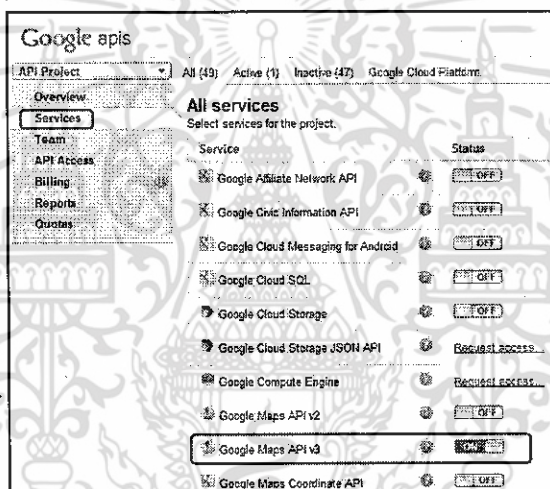 Google apis
API Project
All (49) Active (1) Inactive (47) Google Cloud Platform
Overview
Services
Team
API Access
Billing
Reports
Quotas
All services
Select services for the project.
Service Status
Google Affiliate Network API OFF
Google Civic Information API OFF
Google Cloud Messaging for Android OFF
Google Cloud SQL OFF
Google Cloud Storage OFF
Google Cloud Storage JSON API Request access...
Google Compute Engine Request access...
Google Maps API v2 OFF
Google Maps API v3 ON
Google Maps Coordinate API OFF